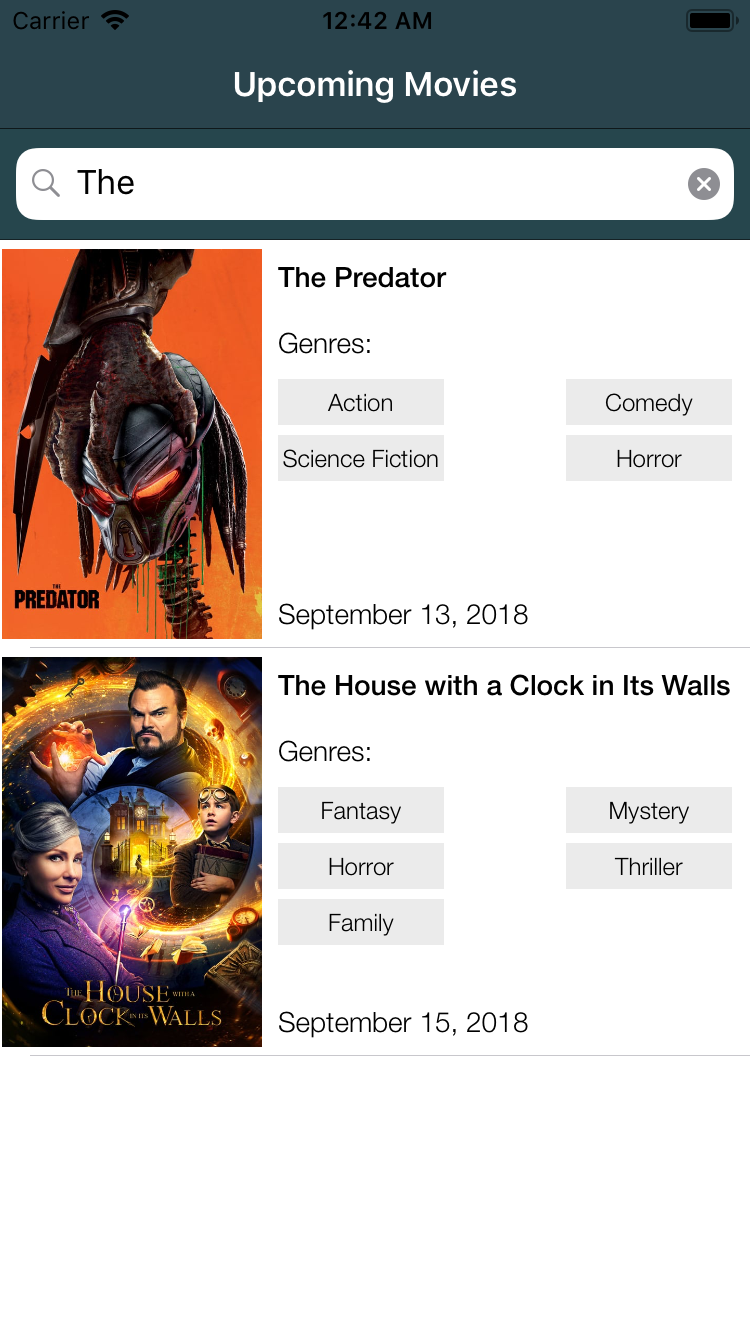 Carrier 12:42 AM
Upcoming Movies
The
The Predator
Genres:
Action Comedy
Science Fiction Horror
THE
PREDATOR
September 13, 2018
The House with a Clock in Its Walls
Genres:
Fantasy Mystery
Horror Thriller
Family
THE HOUSE WITH A
CLOCK IN ITS WALLS
September 15, 2018